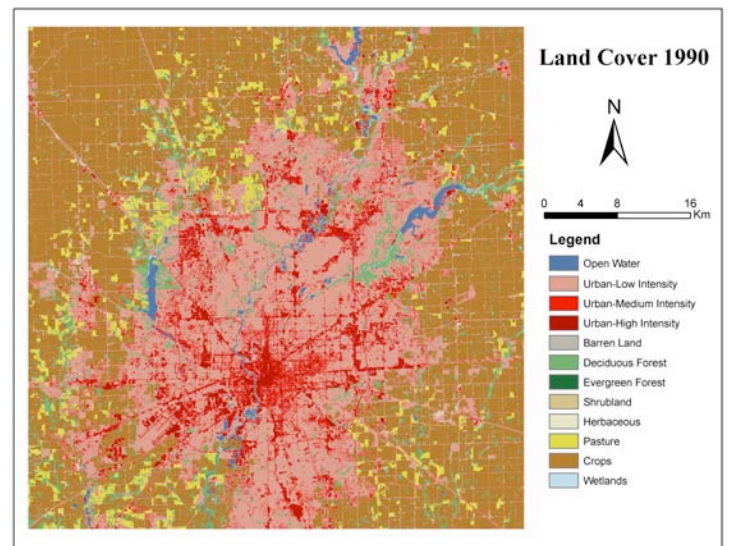 Land Cover 1990
N
0 4 8 16
Km
Legend
Open Water
Urban-Low Intensity
Urban-Medium Intensity
Urban-High Intensity
Barren Land
Deciduous Forest
Evergreen Forest
Shrubland
Herbaceous
Pasture
Crops
Wetlands